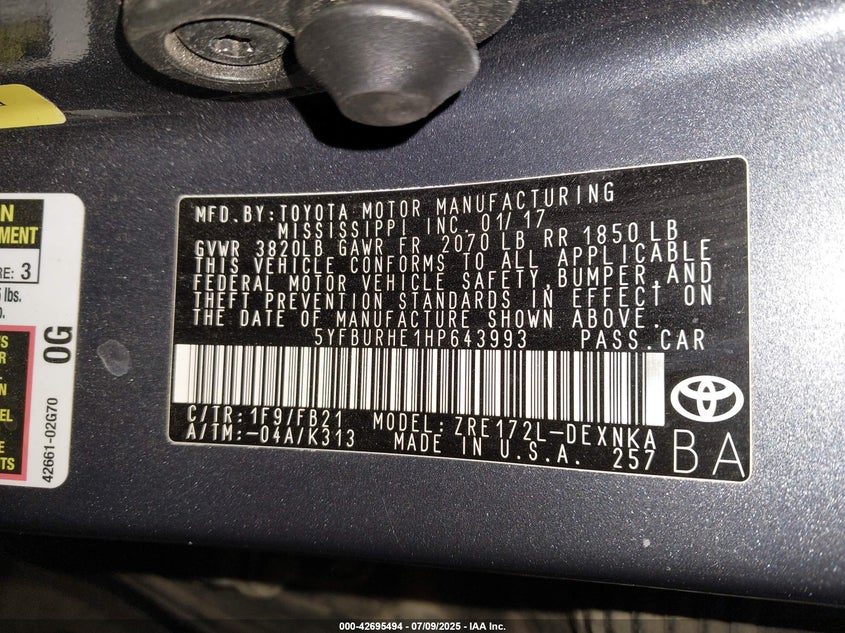 MFD.BY:TOYOTA MOTOR MANUFACTURING
MISSISSIPPI INC. 01/17
GVWR 3820LB GAWR FR 2070 LB RR 1850 LB
THIS VEHICLE CONFORMS TO ALL APPLICABLE
FEDERAL MOTOR VEHICLE SAFETY,BUMPER,AND
THEFT PREVENTION STANDARDS IN EFFECT ON
THE DATE OF MANUFACTURE SHOWN ABOVE.
5YFBURHE1HP643993 PASS.CAR
C/TR:1F9/FB21 MODEL:ZRE172L-DEXNKA
A/TM:-04A/K313 MADE IN U.S.A. 257
BA
3
lbs.
0G
42661-02G70
000-42695494 / 07/09/2025 - IAA Inc.